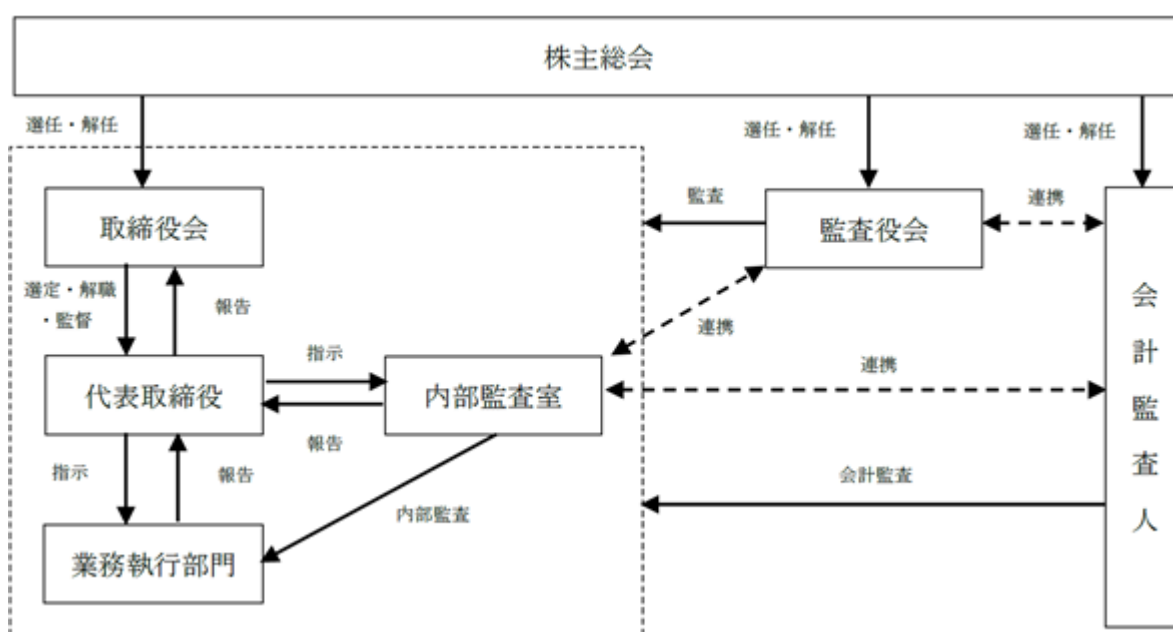 株主総会
選任・解任
選任・解任
選任・解任
取締役会
監査
監査役会
連携
選定・解職
・監督
報告
連携
会計監査人
代表取締役
指示
報告
内部監査室
連携
指示
報告
内部監査
会計監査
業務執行部門